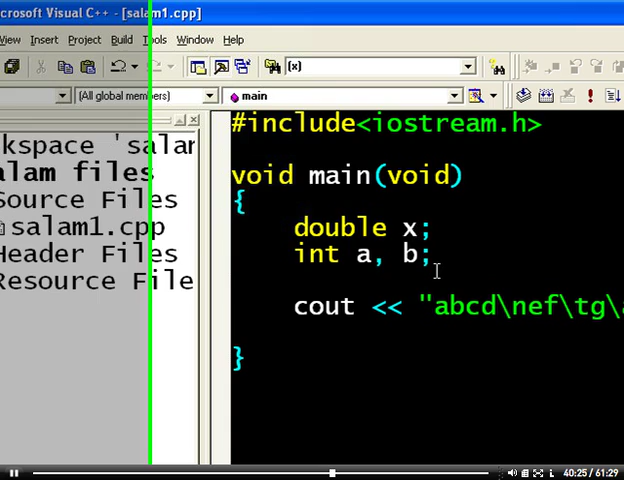 crosoft Visual C++ - [salam1.cpp]
View Insert Project Build Tools Window Help
(x)
(All global members) main
kspace 'salam
alam files
Source Files
salam1.cpp
Header Files
Resource File
#include<iostream.h>
void main(void)
{
double x;
int a, b;
cout << "abcd\nef\tg\
}
40:25 / 61:29